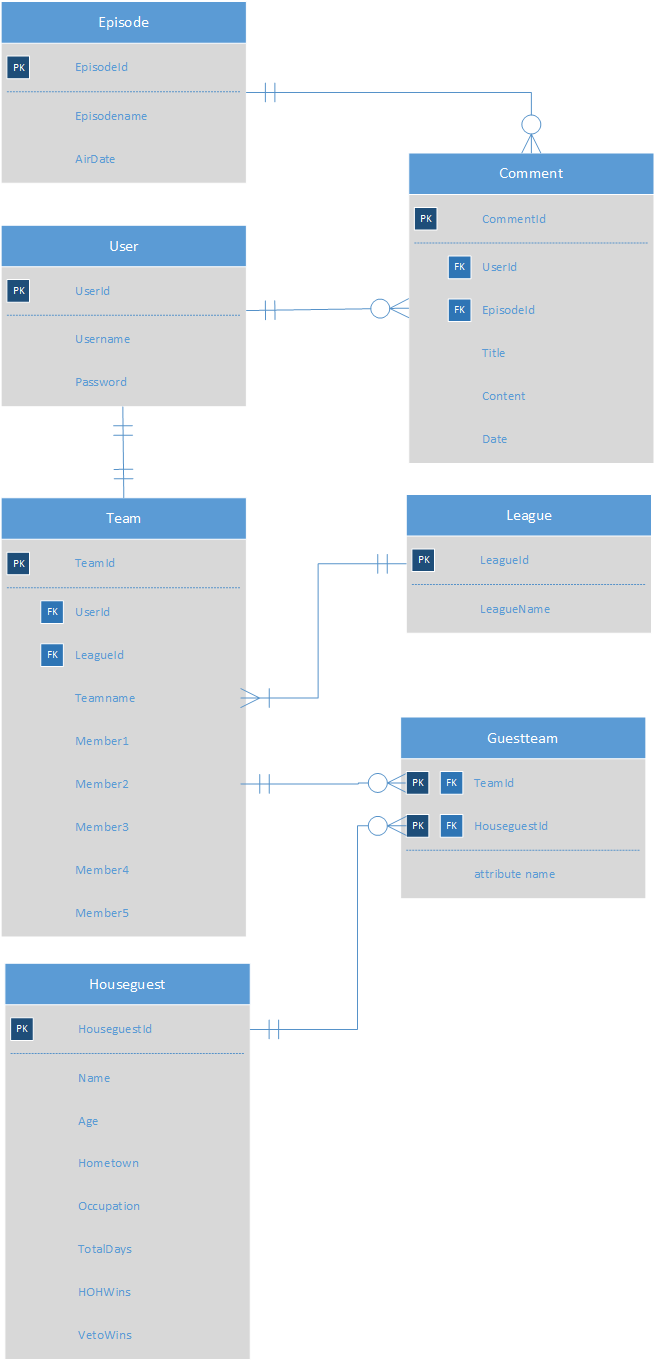 Episode
PK EpisodeId
Episodename
AirDate
Comment
PK CommentId
FK UserId
FK EpisodeId
Title
Content
Date
User
PK UserId
Username
Password
Team
PK TeamId
FK UserId
FK LeagueId
Teamname
Member1
Member2
Member3
Member4
Member5
League
PK LeagueId
LeagueName
Guestteam
PK FK TeamId
PK FK HouseguestId
attribute name
Houseguest
PK HouseguestId
Name
Age
Hometown
Occupation
TotalDays
HOHWins
VetoWins